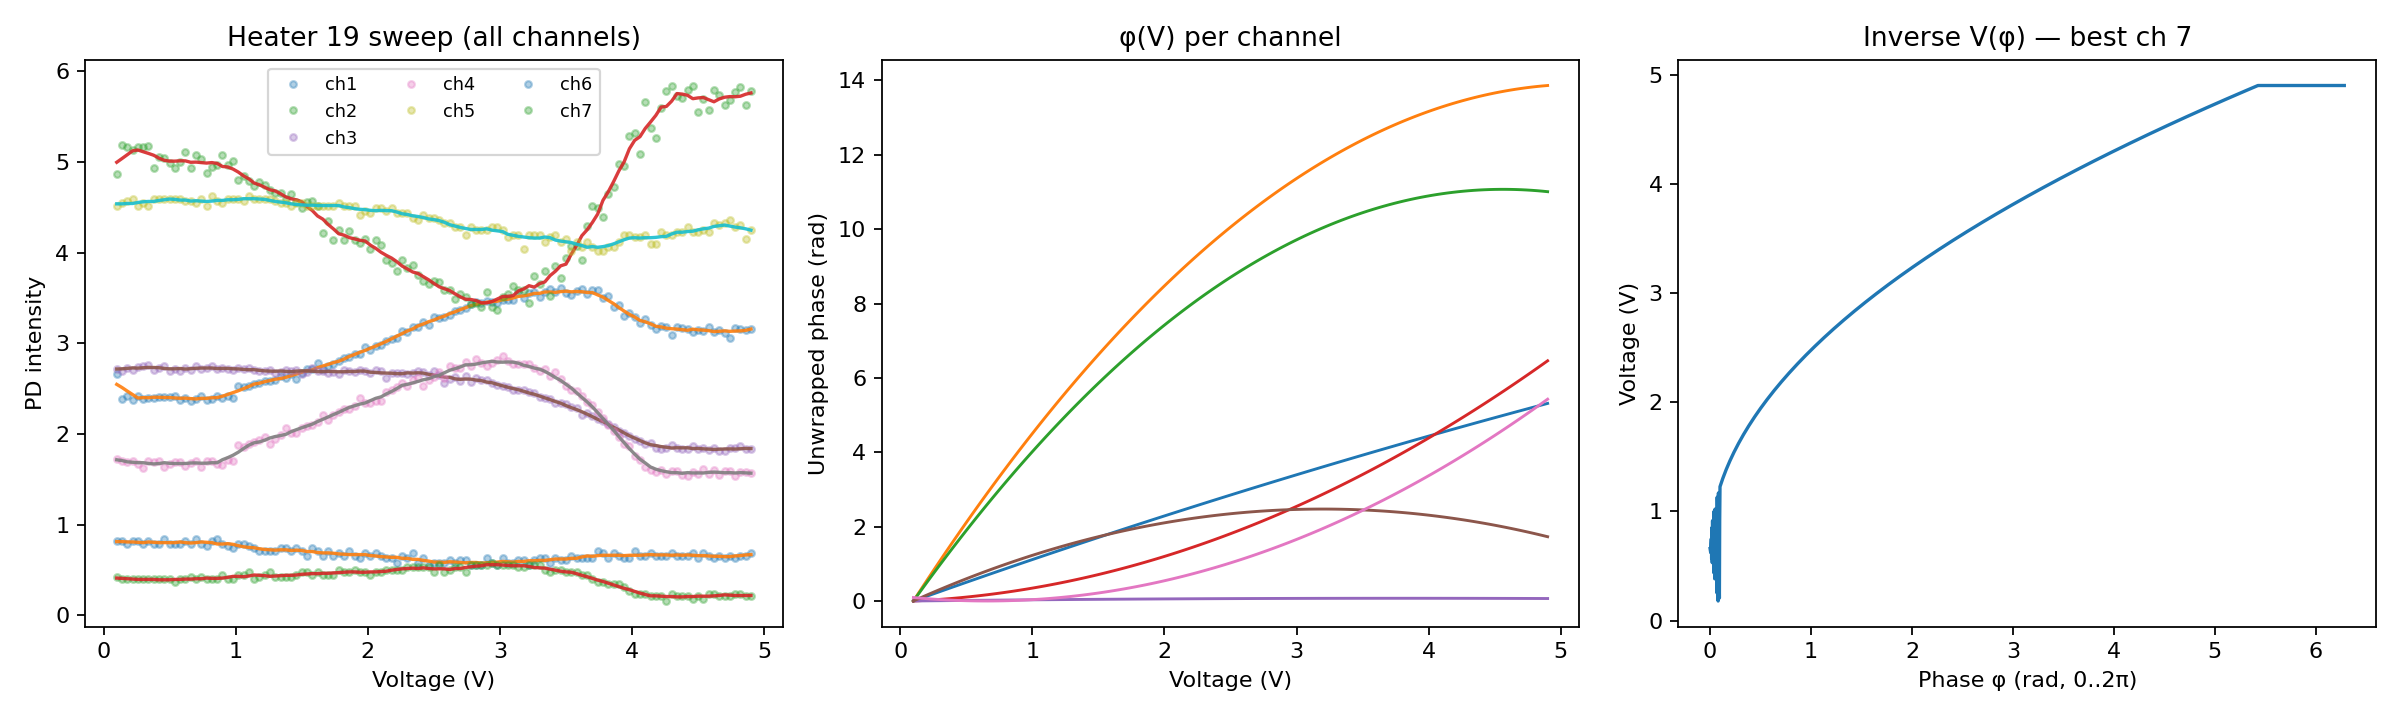 Heater 19 sweep (all channels)
ch1 ch4 ch6
ch2 ch5 ch7
ch3
6
5
4
3
2
1
0
PD intensity
0 1 2 3 4 5
Voltage (V)
φ(V) per channel
14
12
10
8
6
4
2
0
Unwrapped phase (rad)
0 1 2 3 4 5
Voltage (V)
Inverse V(φ) — best ch 7
5
4
3
2
1
0
Voltage (V)
0 1 2 3 4 5 6
Phase φ (rad, 0..2π)